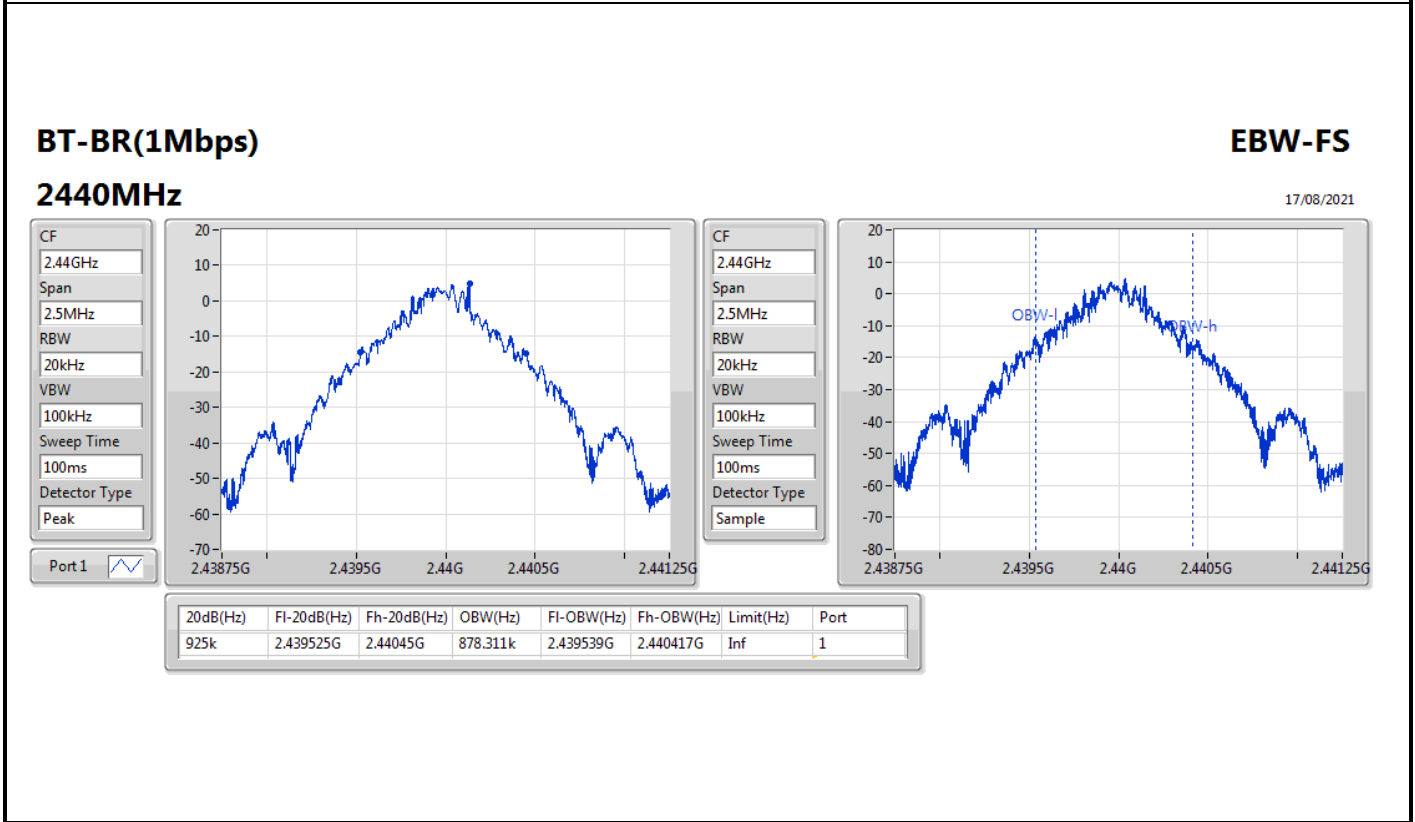 BT-BR(1Mbps)
EBW-FS
2440MHz
17/08/2021
CF
2.44GHz
Span
2.5MHz
RBW
20kHz
VBW
100kHz
Sweep Time
100ms
Detector Type
Peak
Port 1
20
10
0
-10
-20
-30
-40
-50
-60
-70
2.43875G 2.4395G 2.44G 2.4405G 2.44125G
CF
2.44GHz
Span
2.5MHz
RBW
20kHz
VBW
100kHz
Sweep Time
100ms
Detector Type
Sample
20
10
0
-10
-20
-30
-40
-50
-60
-70
-80
OBW-l
OBW-h
2.43875G 2.4395G 2.44G 2.4405G 2.44125G
20dB(Hz) Fl-20dB(Hz) Fh-20dB(Hz) OBW(Hz) Fl-OBW(Hz) Fh-OBW(Hz) Limit(Hz) Port
925k 2.439525G 2.44045G 878.311k 2.439539G 2.440417G Inf 1